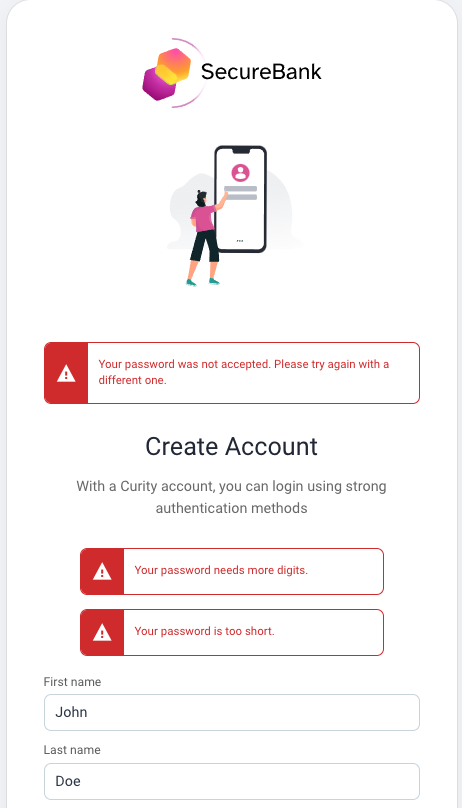 SecureBank
Your password was not accepted. Please try again with a
different one.
Create Account
With a Curity account, you can login using strong
authentication methods
Your password needs more digits.
Your password is too short.
First name
John
Last name
Doe